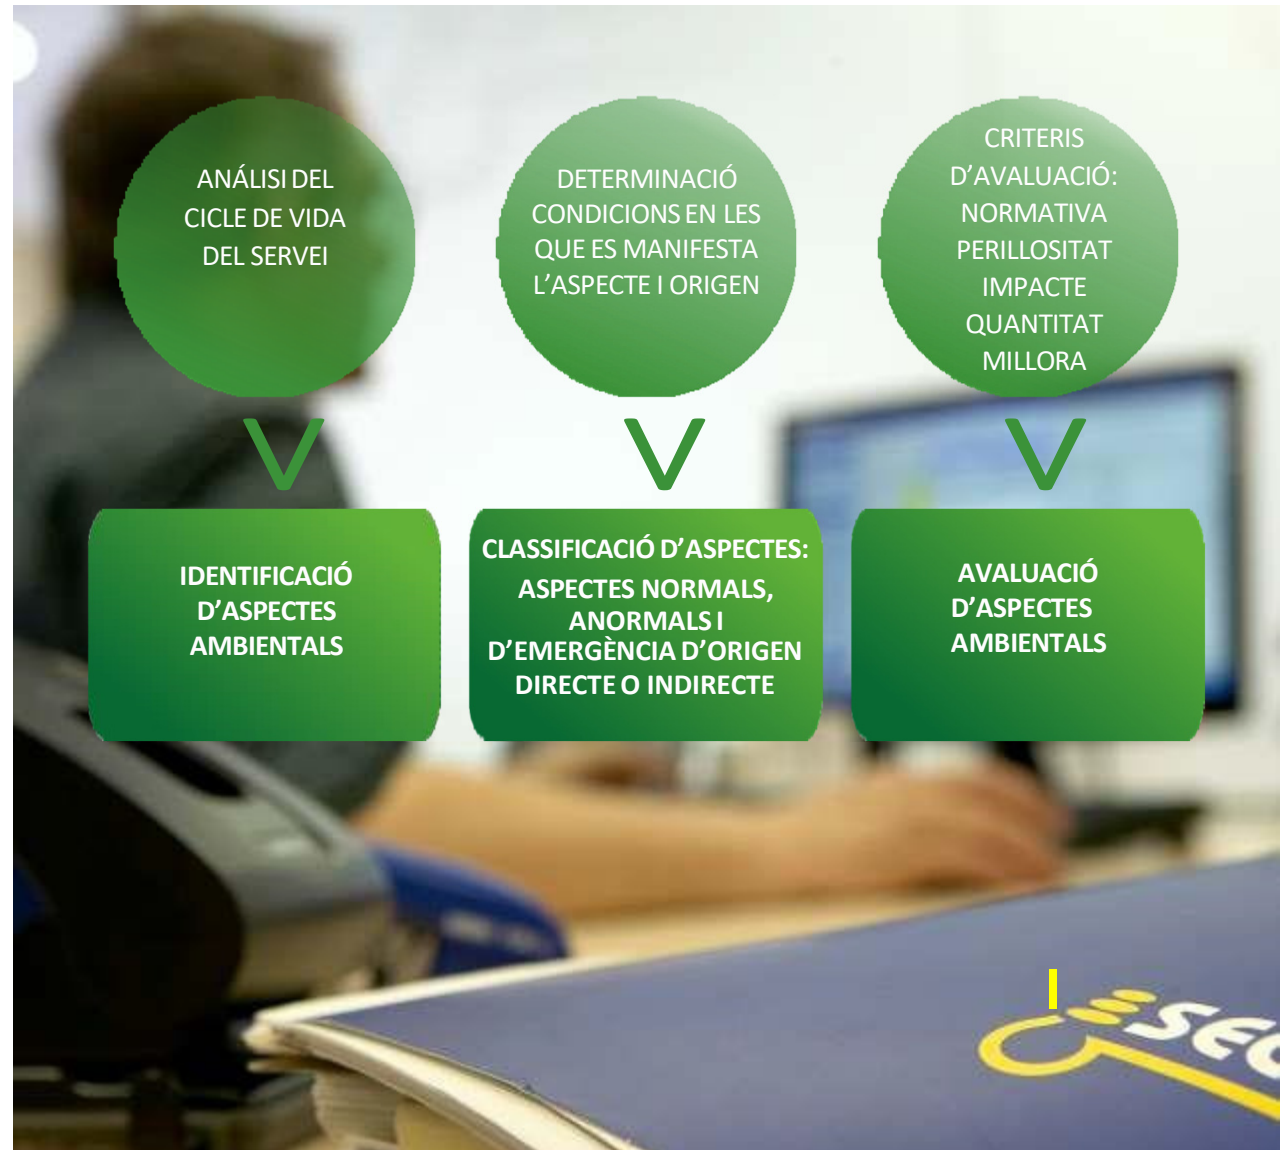 ANÁLISI DEL
CICLE DE VIDA
DEL SERVEI
DETERMINACIÓ
CONDICIONS EN LES
QUE ES MANIFESTA
L’ASPECTE I ORIGEN
CRITERIS
D’AVALUACIÓ:
NORMATIVA
PERILLOSITAT
IMPACTE
QUANTITAT
MILLORA
IDENTIFICACIÓ
D’ASPECTES
AMBIENTALS
CLASSIFICACIÓ D’ASPECTES:
ASPECTES NORMALS,
ANORMALS I
D’EMERGÈNCIA D’ORIGEN
DIRECTE O INDIRECTE
AVALUACIÓ
D’ASPECTES
AMBIENTALS